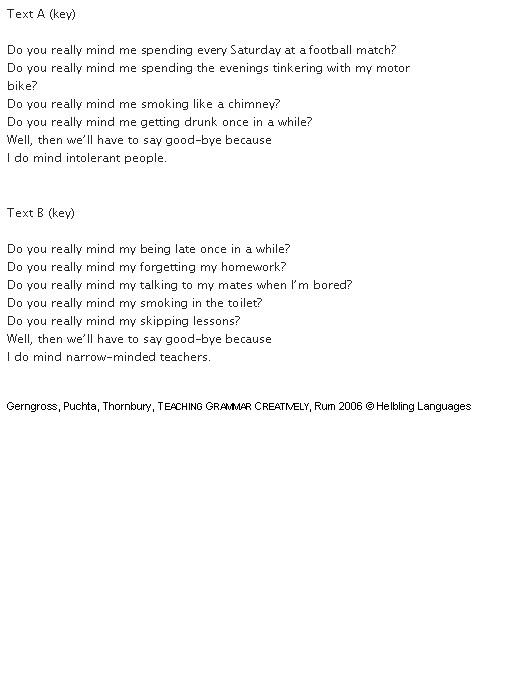 Text A (key)
Do you really mind me spending every Saturday at a football match?
Do you really mind me spending the evenings tinkering with my motor
bike?
Do you really mind me smoking like a chimney?
Do you really mind me getting drunk once in a while?
Well, then we'll have to say good-bye because
I do mind intolerant people.
Text B (key)
Do you really mind my being late once in a while?
Do you really mind my forgetting my homework?
Do you really mind my talking to my mates when I'm bored?
Do you really mind my smoking in the toilet?
Do you really mind my skipping lessons?
Well, then we'll have to say good-bye because
I do mind narrow-minded teachers.
Gerngross, Puchta, Thornbury, TEACHING GRAMMAR CREATIVELY, Rum 2006 © Helbling Languages